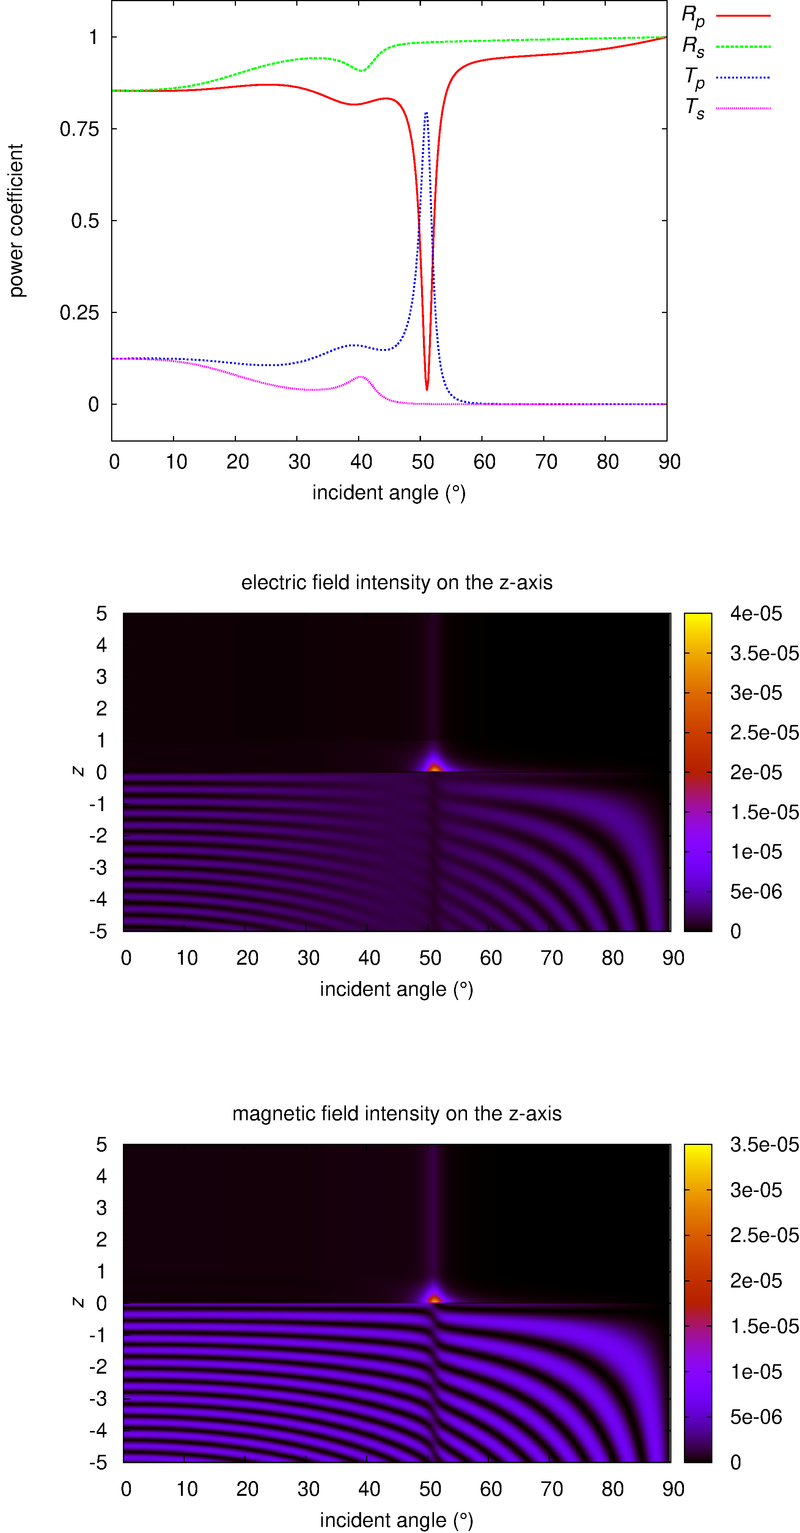 R_p
R_s
T_p
T_s
power coefficient
1
0.75
0.5
0.25
0
0 10 20 30 40 50 60 70 80 90
incident angle (°)
electric field intensity on the z-axis
z
5
4
3
2
1
0
-1
-2
-3
-4
-5
0 10 20 30 40 50 60 70 80 90
incident angle (°)
4e-05
3.5e-05
3e-05
2.5e-05
2e-05
1.5e-05
1e-05
5e-06
0
magnetic field intensity on the z-axis
z
5
4
3
2
1
0
-1
-2
-3
-4
-5
0 10 20 30 40 50 60 70 80 90
incident angle (°)
3.5e-05
3e-05
2.5e-05
2e-05
1.5e-05
1e-05
5e-06
0